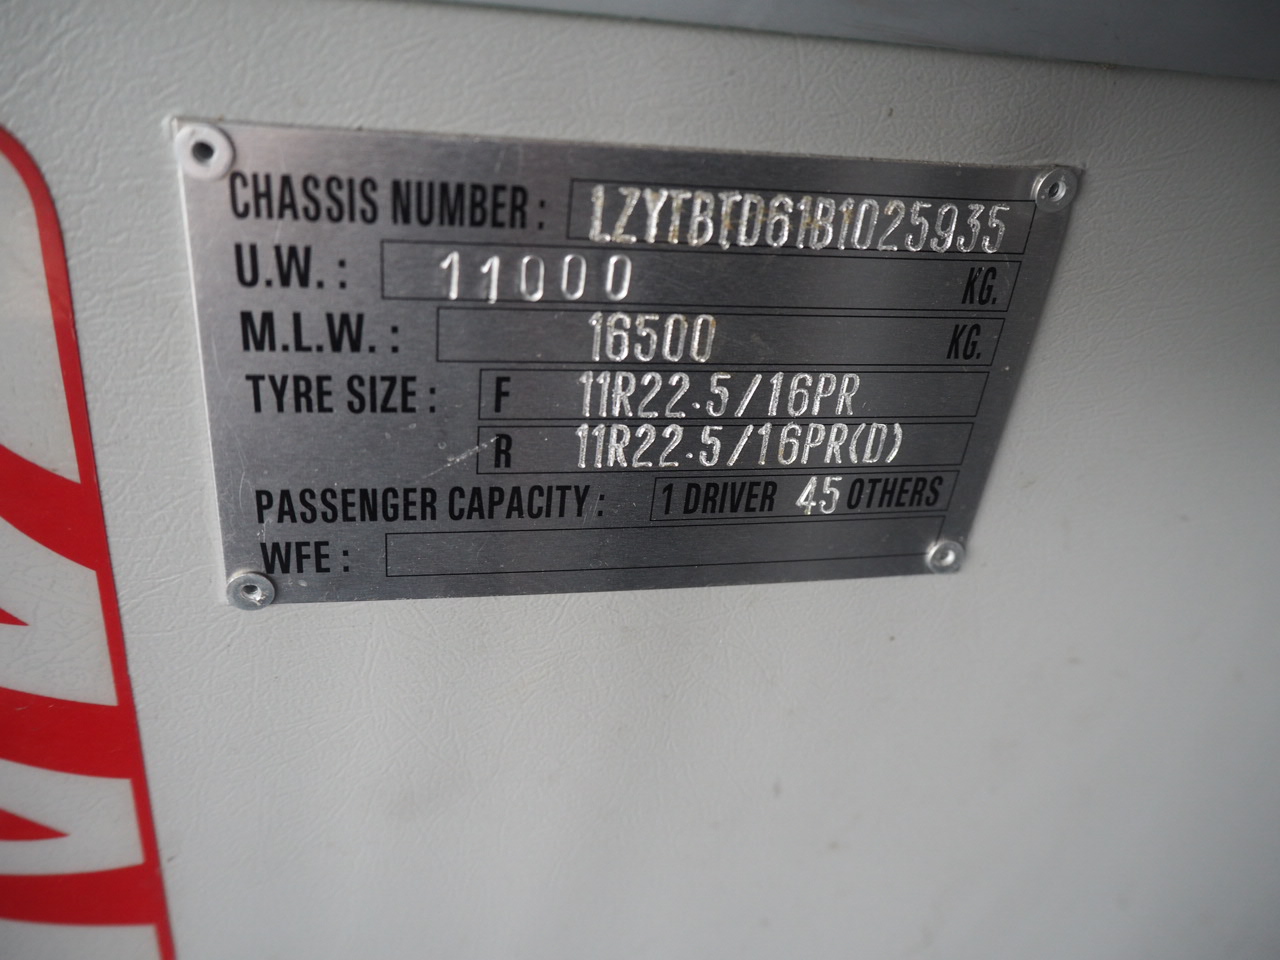 CHASSIS NUMBER: LZYTBTD61B1025935
U.W.: 11000 KG.
M.L.W.: 16500 KG.
TYRE SIZE: F 11R22.5/16PR
R 11R22.5/16PR(D)
PASSENGER CAPACITY: 1 DRIVER 45 OTHERS
WFE: